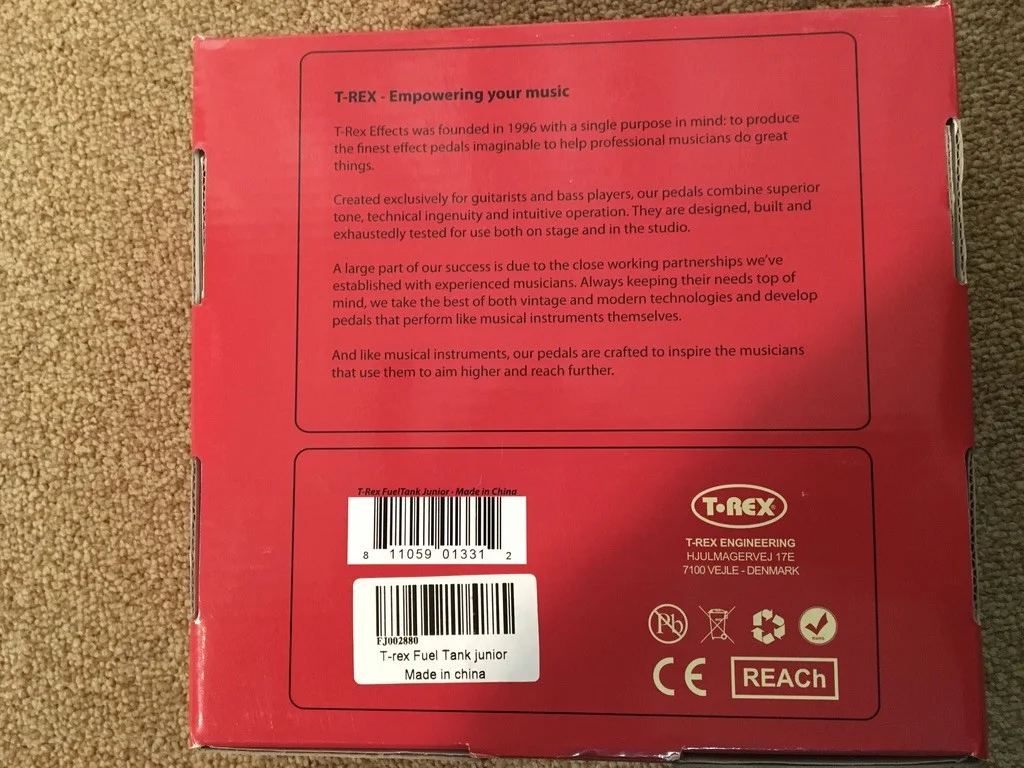 T-REX - Empowering your music
T-Rex Effects was founded in 1996 with a single purpose in mind: to produce
the finest effect pedals imaginable to help professional musicians do great
things.
Created exclusively for guitarists and bass players, our pedals combine superior
tone, technical ingenuity and intuitive operation. They are designed, built and
exhaustedly tested for use both on stage and in the studio.
A large part of our success is due to the close working partnerships we've
established with experienced musicians. Always keeping their needs top of
mind, we take the best of both vintage and modern technologies and develop
pedals that perform like musical instruments themselves.
And like musical instruments, our pedals are crafted to inspire the musicians
that use them to aim higher and reach further.
T-Rex FuelTank Junior - Made in China
8 11059 01331 2
FJ002880
T-rex Fuel Tank junior
Made in china
T•REX®
T-REX ENGINEERING
HJULMAGERVEJ 17E
7100 VEJLE - DENMARK
Pb
CE
REACh